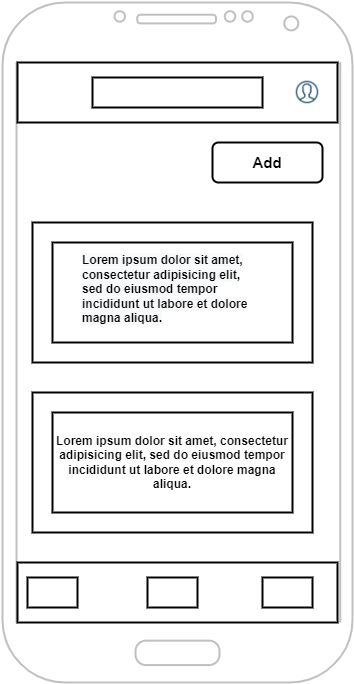 Add
Lorem ipsum dolor sit amet,
consectetur adipisicing elit,
sed do eiusmod tempor
incididunt ut labore et dolore
magna aliqua.
Lorem ipsum dolor sit amet, consectetur
adipisicing elit, sed do eiusmod tempor
incididunt ut labore et dolore magna
aliqua.